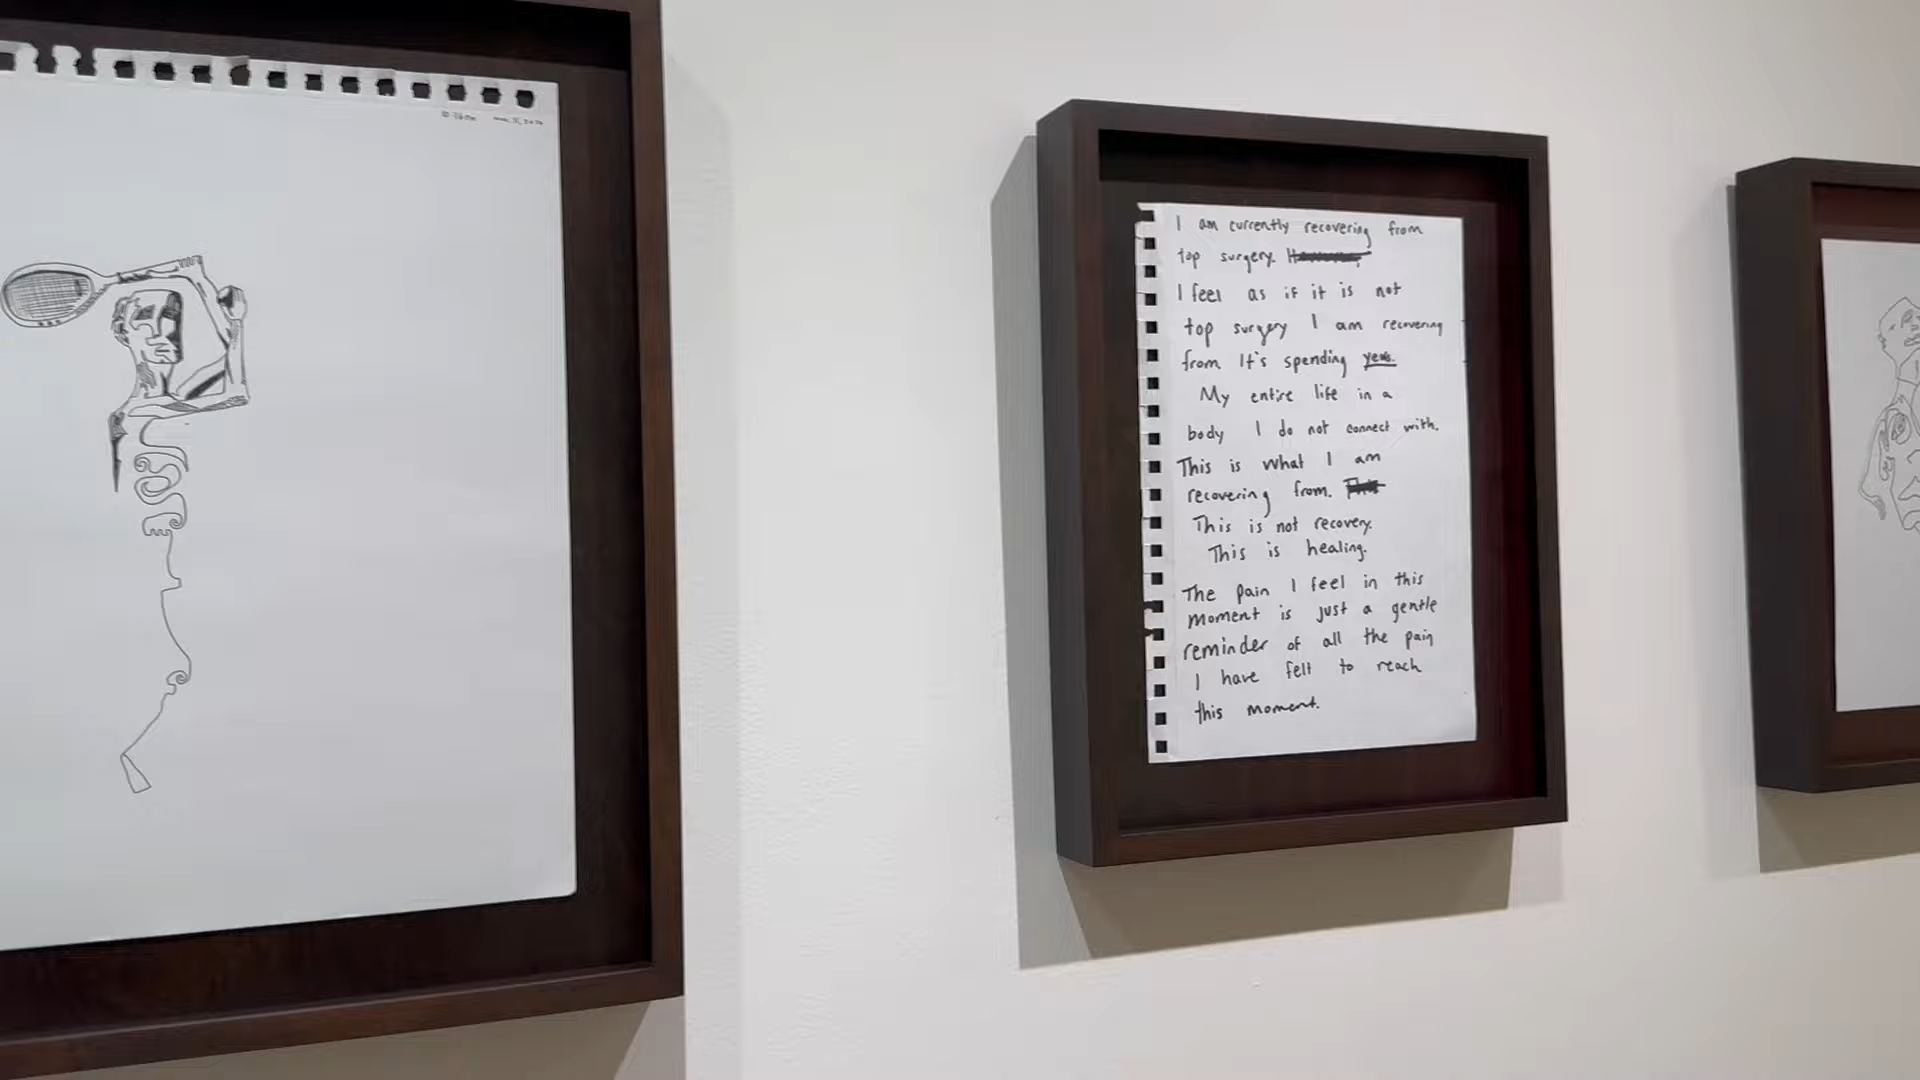 I am currently recovering from
top surgery.
I feel as if it is not
top surgery I am recovering
from It's spending years.
My entire life in a
body I do not connect with.
This is what I am
recovering from. This
This is not recovery.
This is healing.
The pain I feel in this
moment is just a gentle
reminder of all the pain
I have felt to reach
this moment.